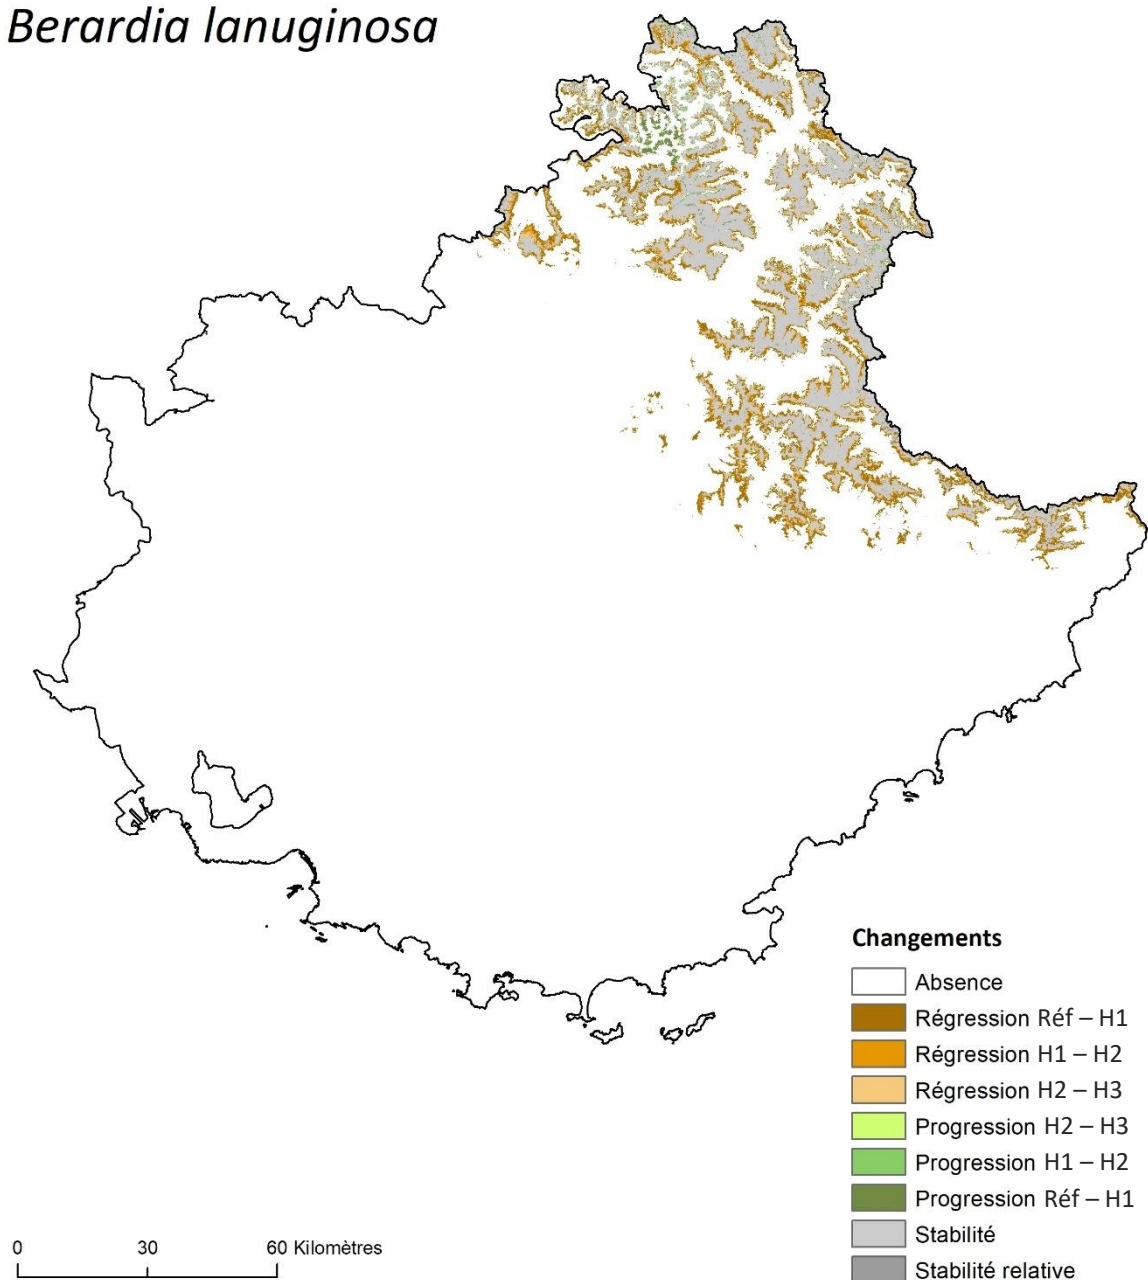 Berardia lanuginosa
Changements
Absence
Régression Réf – H1
Régression H1 – H2
Régression H2 – H3
Progression H2 – H3
Progression H1 – H2
Progression Réf – H1
Stabilité
Stabilité relative
0 30 60 Kilomètres